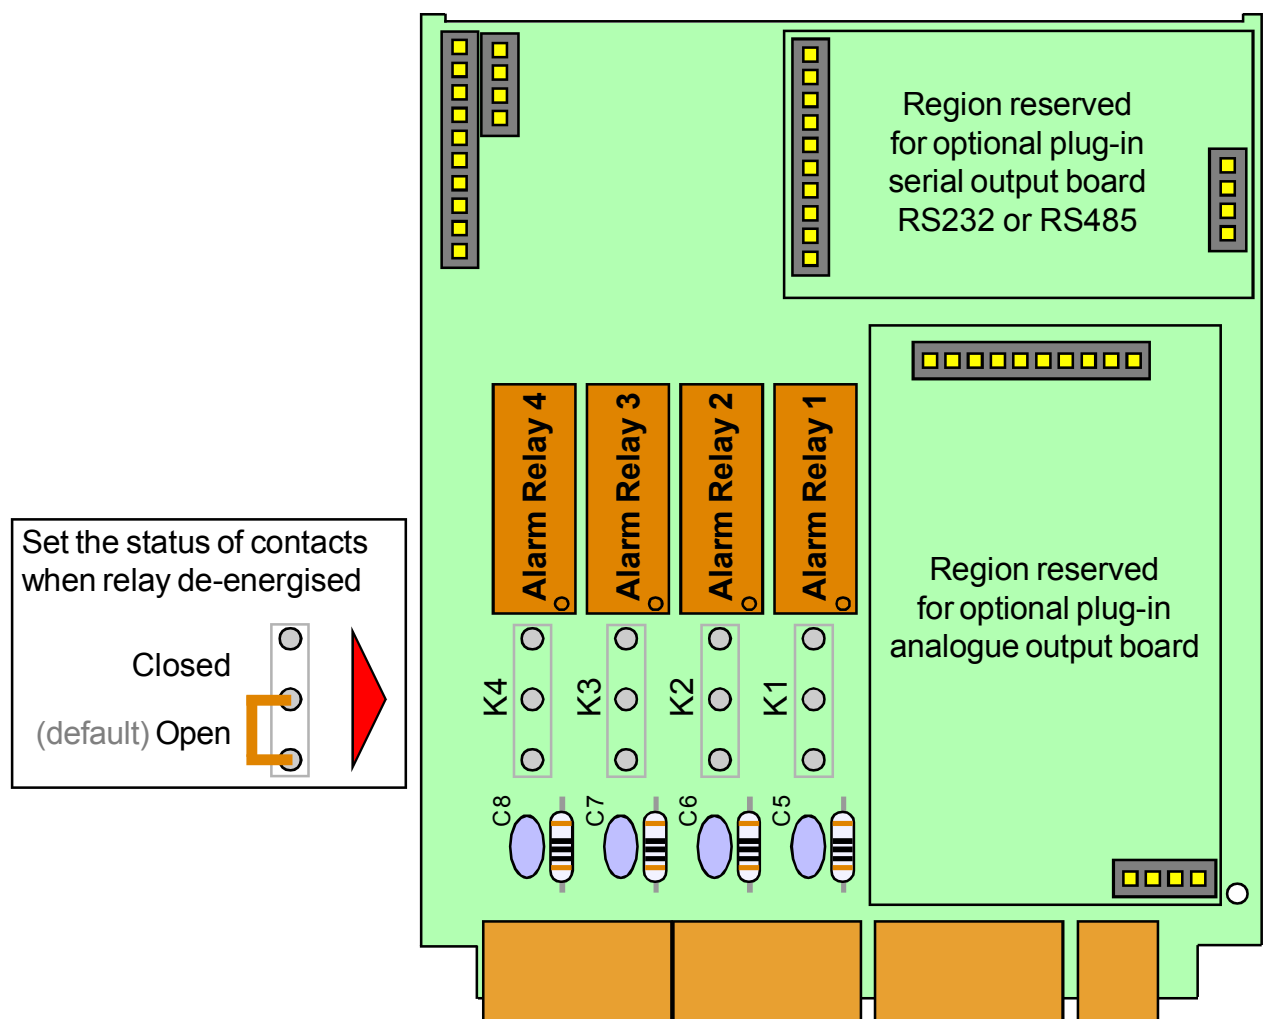 Region reserved
for optional plug-in
serial output board
RS232 or RS485
Alarm Relay 4
Alarm Relay 3
Alarm Relay 2
Alarm Relay 1
Set the status of contacts
when relay de-energised
Closed
(default) Open
Region reserved
for optional plug-in
analogue output board
K4
K3
K2
K1
C8
C7
C6
C5